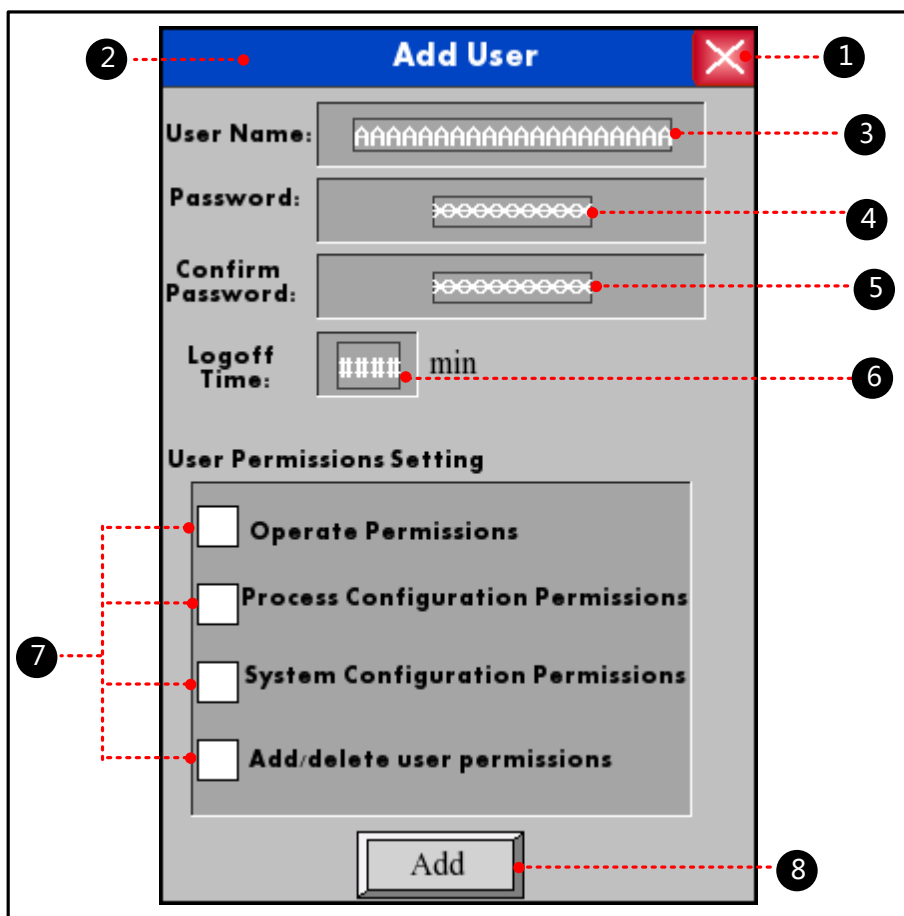 2
Add User
1
User Name:
AAAAAAAAAAAAAAAAAAAA
3
Password:
**********
4
Confirm
Password:
**********
5
Logoff
Time:
####
min
6
User Permissions Setting
Operate Permissions
Process Configuration Permissions
7
System Configuration Permissions
Add/delete user permissions
Add
8